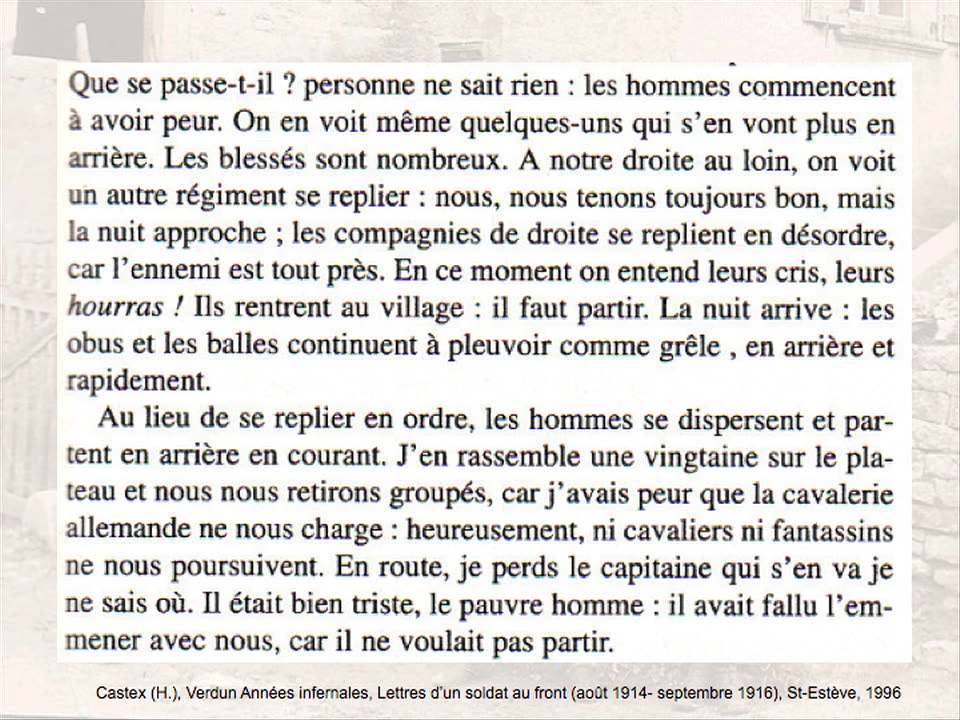 Que se passe-t-il ? personne ne sait rien : les hommes commencent
à avoir peur. On en voit même quelques-uns qui s'en vont plus en
arrière. Les blessés sont nombreux. A notre droite au loin, on voit
un autre régiment se replier : nous, nous tenons toujours bon, mais
la nuit approche ; les compagnies de droite se replient en désordre,
car l'ennemi est tout près. En ce moment on entend leurs cris, leurs
hourras ! Ils rentrent au village : il faut partir. La nuit arrive : les
obus et les balles continuent à pleuvoir comme grêle , en arrière et
rapidement.
Au lieu de se replier en ordre, les hommes se dispersent et par-
tent en arrière en courant. J'en rassemble une vingtaine sur le pla-
teau et nous nous retirons groupés, car j'avais peur que la cavalerie
allemande ne nous charge : heureusement, ni cavaliers ni fantassins
ne nous poursuivent. En route, je perds le capitaine qui s'en va je
ne sais où. Il était bien triste, le pauvre homme : il avait fallu l'em-
mener avec nous, car il ne voulait pas partir.
Castex (H.), Verdun Années infernales, Lettres d'un soldat au front (août 1914- septembre 1916), St-Estève, 1996